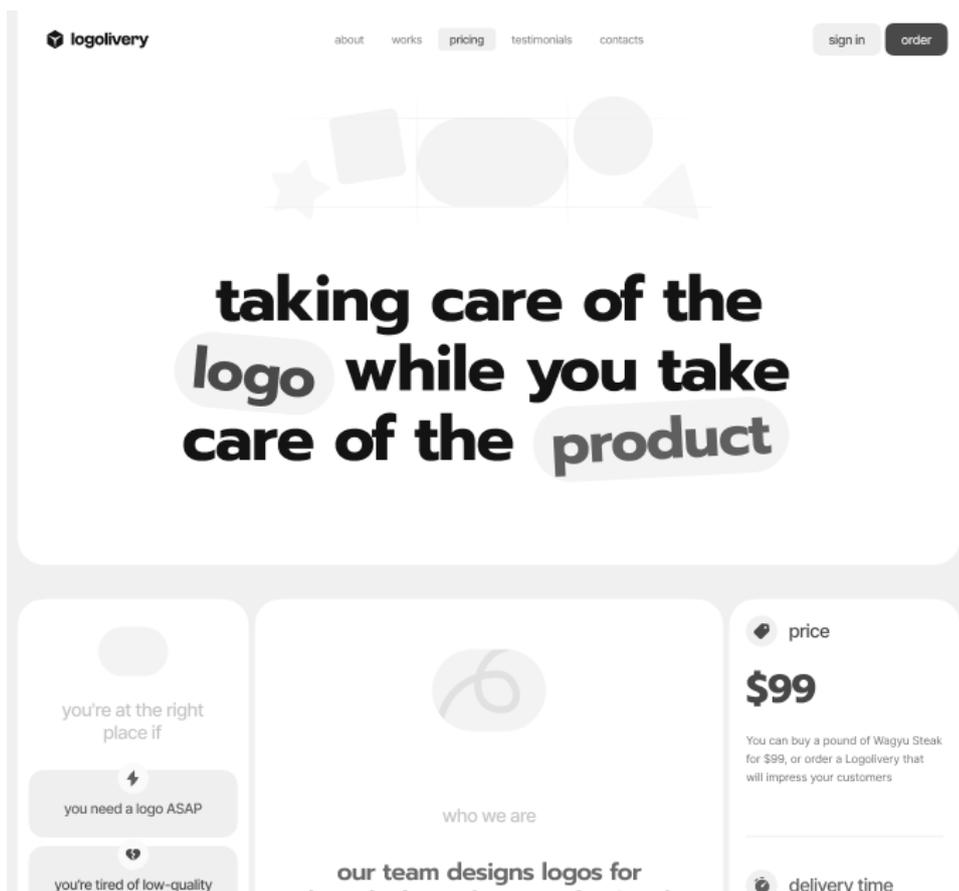 logolivery
about
works
pricing
testimonials
contacts
sign in
order
taking care of the
logo while you take
care of the product
you're at the right
place if
you need a logo ASAP
you're tired of low-quality
who we are
our team designs logos for
price
$99
You can buy a pound of Wagyu Steak
for $99, or order a Logolivery that
will impress your customers
delivery time